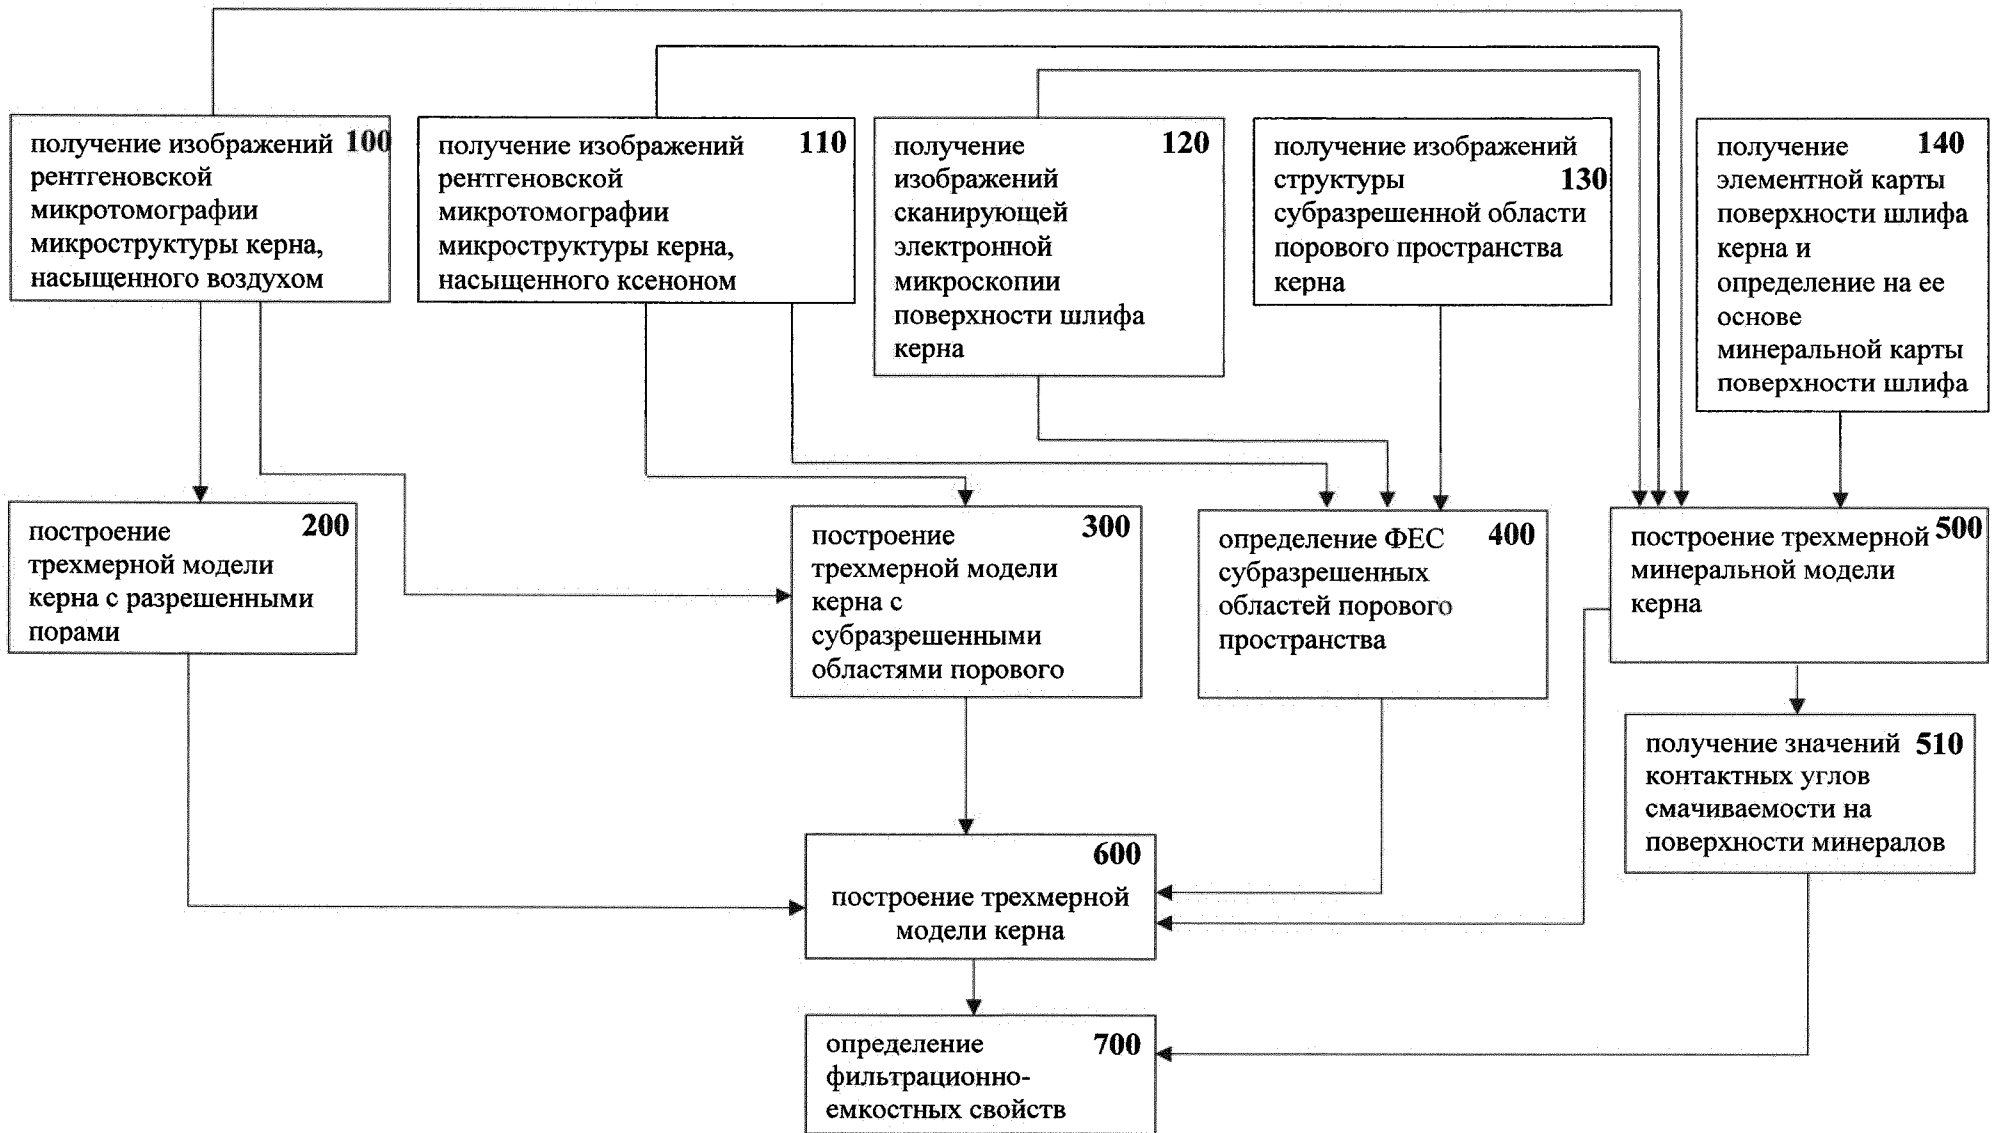 получение изображений 100
рентгеновской
микротомографии
микроструктуры керна,
насыщенного воздухом
получение изображений 110
рентгеновской
микротомографии
микроструктуры керна,
насыщенного ксеноном
получение 120
изображений
сканирующей
электронной
микроскопии
поверхности шлифа
керна
получение изображений
структуры 130
субразрешенной области
порового пространства
керна
получение 140
элементной карты
поверхности шлифа
керна и
определение на ее
основе
минеральной карты
поверхности шлифа
построение 200
трехмерной модели
керна с разрешенными
порами
построение 300
трехмерной модели
керна с
субразрешенными
областями порового
определение ФЕС 400
субразрешенных
областей порового
пространства
построение трехмерной 500
минеральной модели
керна
получение значений 510
контактных углов
смачиваемости на
поверхности минералов
600
построение трехмерной
модели керна
определение 700
фильтрационно-
емкостных свойств